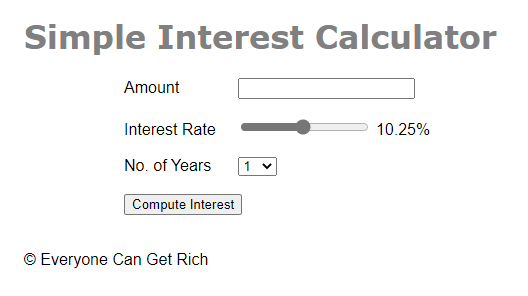 Simple Interest Calculator
Amount
Interest Rate 10.25%
No. of Years 1
Compute Interest
© Everyone Can Get Rich